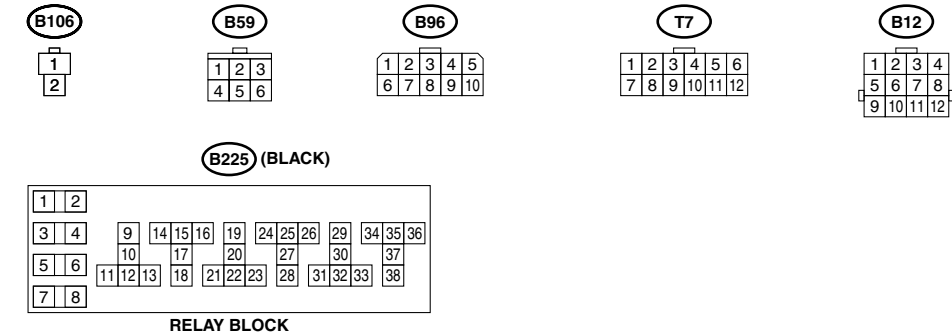 B106 B59 B96 T7 B12
1 1 2 3 1 2 3 4 5 1 2 3 4 5 6 1 2 3 4
2 4 5 6 6 7 8 9 10 7 8 9 10 11 12 5 6 7 8
9 10 11 12
B225 (BLACK)
1 2
3 4 9 14 15 16 19 24 25 26 29 34 35 36
10 17 20 27 30 37
5 6 11 12 13 18 21 22 23 28 31 32 33 38
7 8
RELAY BLOCK